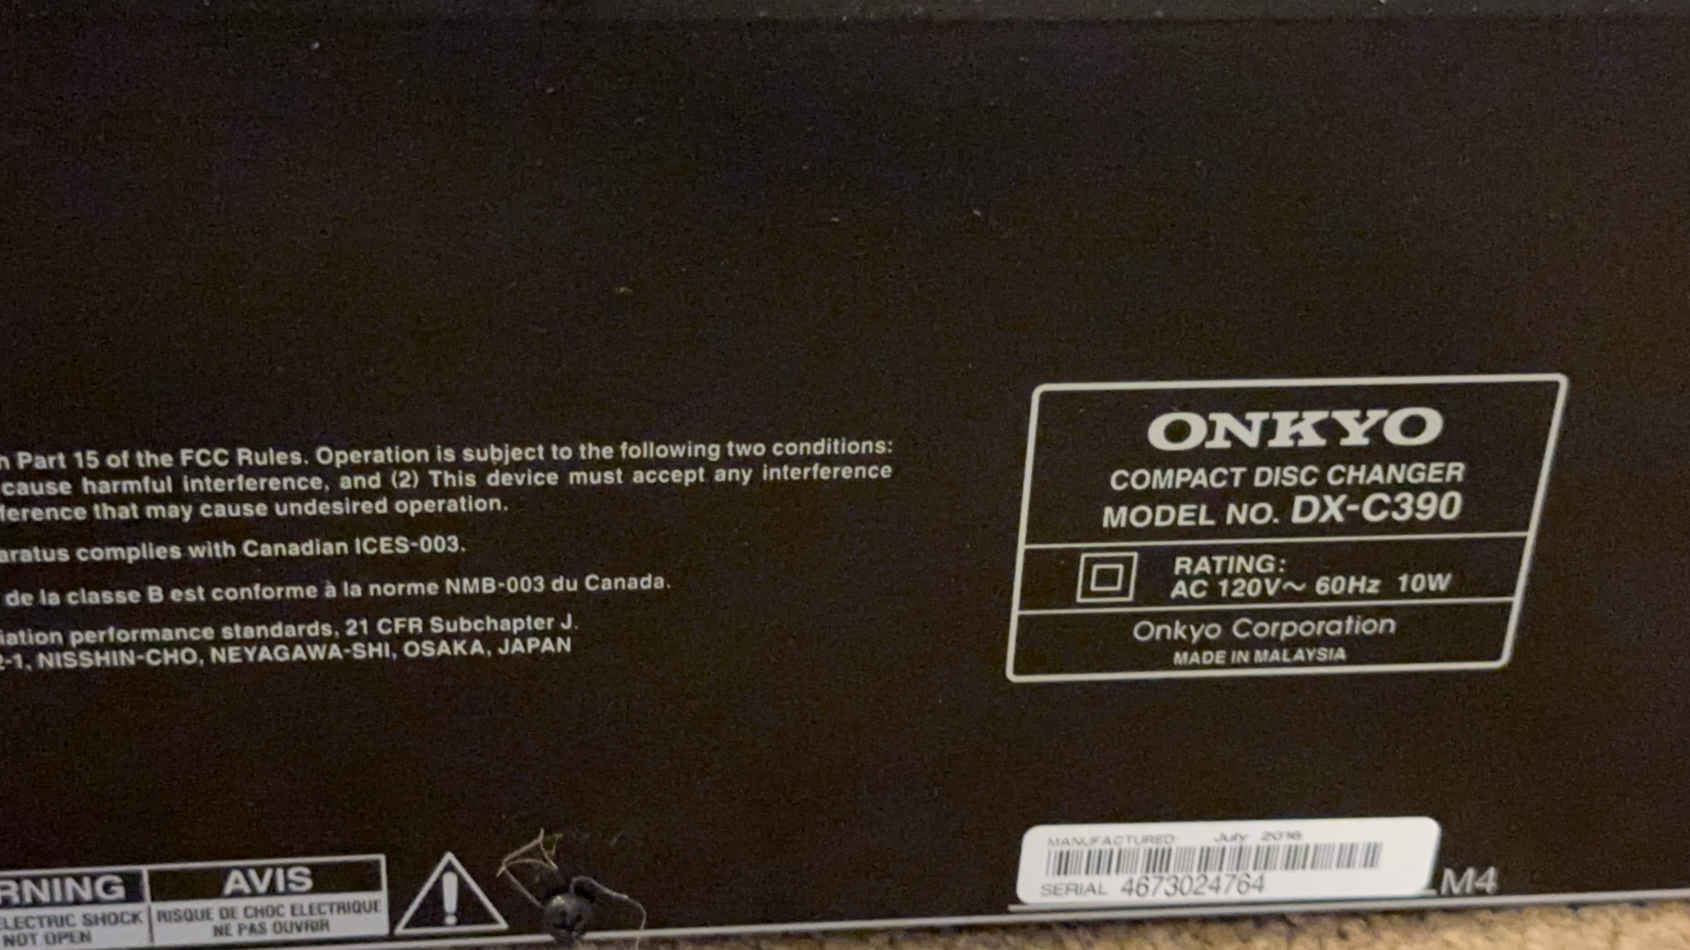 Part 15 of the FCC Rules. Operation is subject to the following two conditions:
cause harmful interference, and (2) This device must accept any interference
ference that may cause undesired operation.
aratus complies with Canadian ICES-003.
de la classe B est conforme à la norme NMB-003 du Canada.
iation performance standards, 21 CFR Subchapter J.
2-1, NISSHIN-CHO, NEYAGAWA-SHI, OSAKA, JAPAN
ONKYO
COMPACT DISC CHANGER
MODEL NO. DX-C390
RATING:
AC 120V~ 60Hz 10W
Onkyo Corporation
MADE IN MALAYSIA
MANUFACTURED: July 2016
SERIAL 4673024764
M4
RNING
LECTRIC SHOCK
NOT OPEN
AVIS
RISQUE DE CHOC ELECTRIQUE
NE PAS OUVRIR